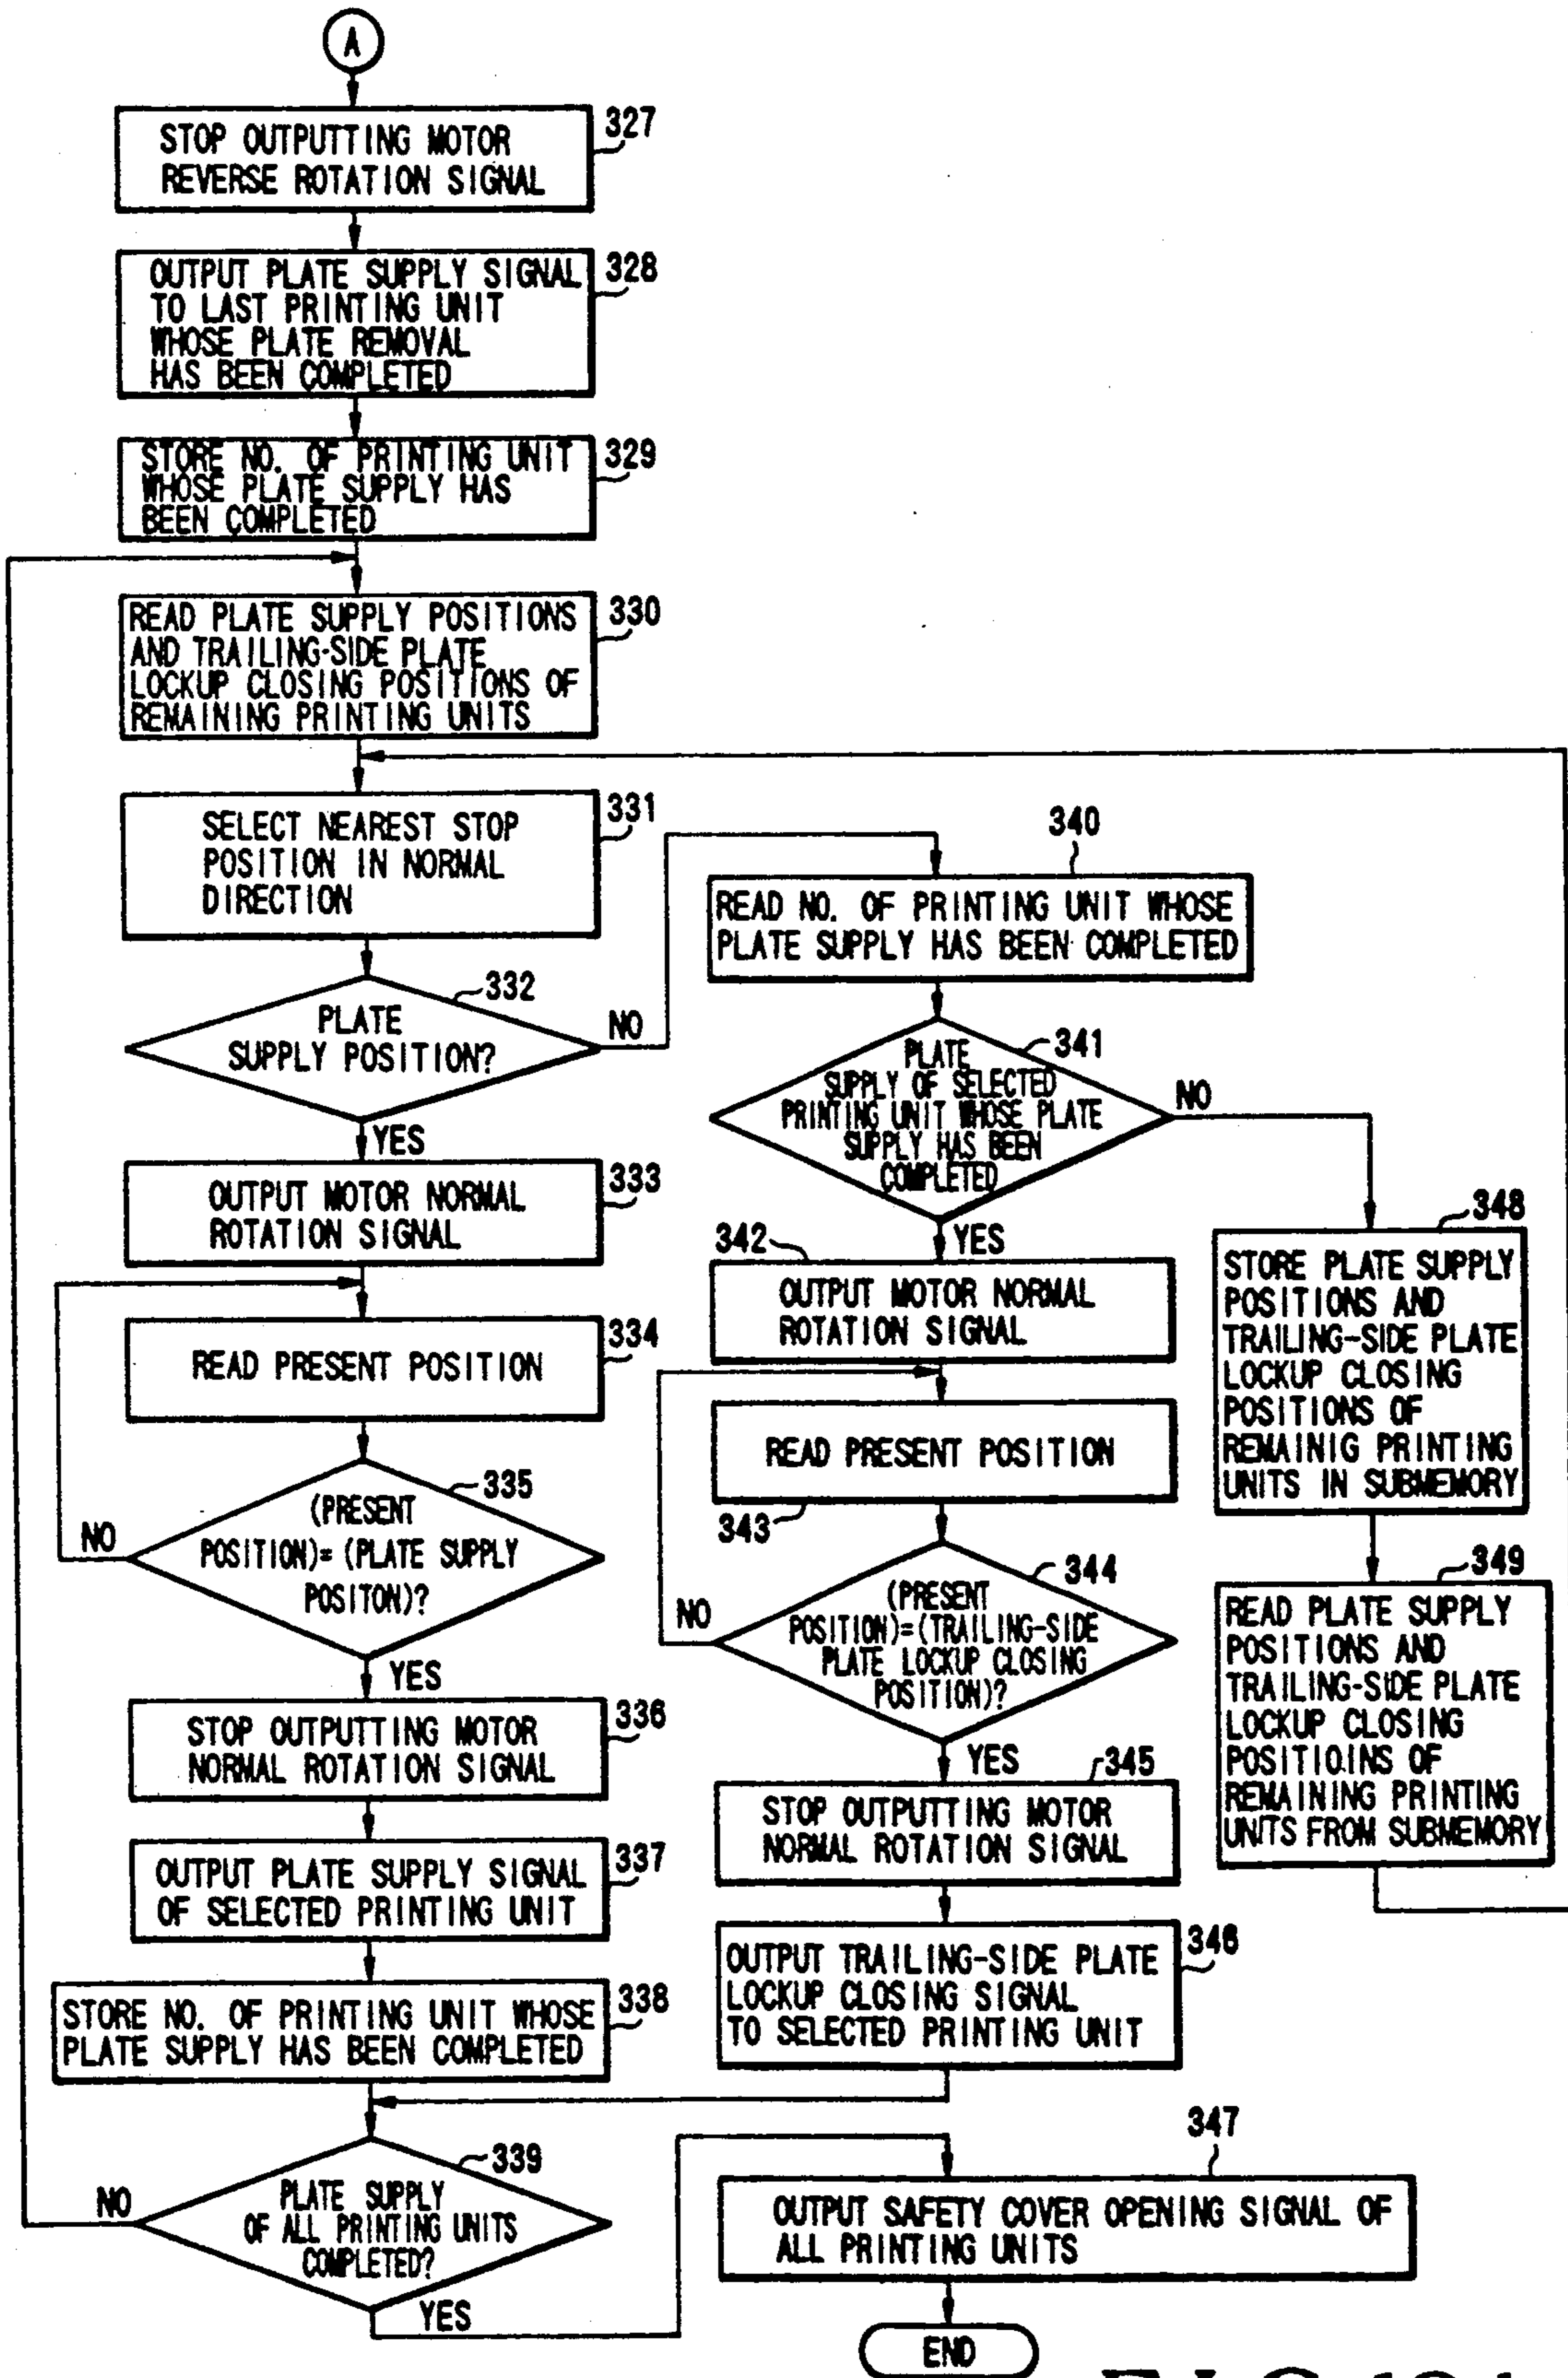 A
STOP OUTPUTTING MOTOR
REVERSE ROTATION SIGNAL
327
OUTPUT PLATE SUPPLY SIGNAL
TO LAST PRINTING UNIT
WHOSE PLATE REMOVAL
HAS BEEN COMPLETED
328
STORE NO. OF PRINTING UNIT
WHOSE PLATE SUPPLY HAS
BEEN COMPLETED
329
READ PLATE SUPPLY POSITIONS
AND TRAILING-SIDE PLATE
LOCKUP CLOSING POSITIONS OF
REMAINING PRINTING UNITS
330
SELECT NEAREST STOP
POSITION IN NORMAL
DIRECTION
331
332
PLATE
SUPPLY POSITION?
NO
YES
OUTPUT MOTOR NORMAL
ROTATION SIGNAL
333
READ PRESENT POSITION
334
335
(PRESENT
POSITION)= (PLATE SUPPLY
POSITON)?
NO
YES
STOP OUTPUTTING MOTOR
NORMAL ROTATION SIGNAL
336
OUTPUT PLATE SUPPLY SIGNAL
OF SELECTED PRINTING UNIT
337
STORE NO. OF PRINTING UNIT WHOSE
PLATE SUPPLY HAS BEEN COMPLETED
338
339
PLATE SUPPLY
OF ALL PRINTING UNITS
COMPLETED?
NO
YES
340
READ NO. OF PRINTING UNIT WHOSE
PLATE SUPPLY HAS BEEN COMPLETED
341
PLATE
SUPPLY OF SELECTED
PRINTING UNIT WHOSE PLATE
SUPPLY HAS BEEN
COMPLETED
NO
YES
342
OUTPUT MOTOR NORMAL
ROTATION SIGNAL
READ PRESENT POSITION
343
344
(PRESENT
POSITION)=(TRAILING-SIDE
PLATE LOCKUP CLOSING
POSITION)?
NO
YES
345
STOP OUTPUTTING MOTOR
NORMAL ROTATION SIGNAL
OUTPUT TRAILING-SIDE PLATE
LOCKUP CLOSING SIGNAL
TO SELECTED PRINTING UNIT
346
347
OUTPUT SAFETY COVER OPENING SIGNAL OF
ALL PRINTING UNITS
END
348
STORE PLATE SUPPLY
POSITIONS AND
TRAILING-SIDE PLATE
LOCKUP CLOSING
POSITIONS OF
REMAINIG PRINTING
UNITS IN SUBMEMORY
349
READ PLATE SUPPLY
POSITIONS AND
TRAILING-SIDE PLATE
LOCKUP CLOSING
POSITIO.INS OF
REMAINING PRINTING
UNITS FROM SUBMEMORY